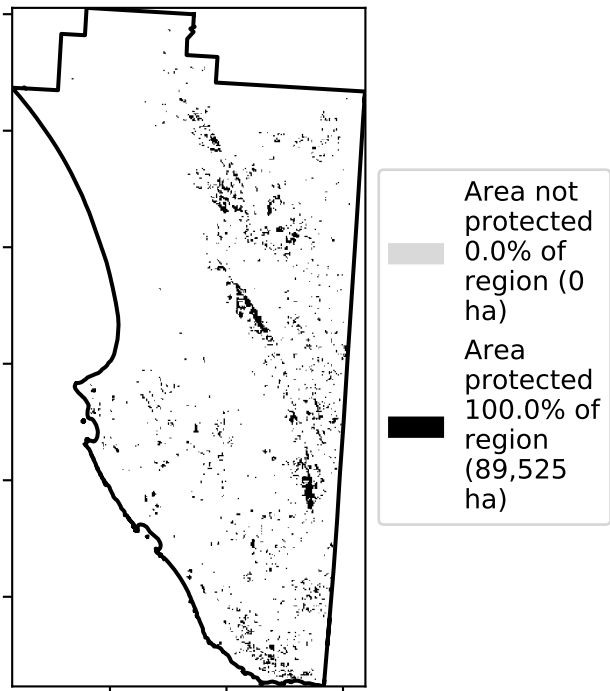 Area not
protected
0.0% of
region (0
ha)
Area
protected
100.0% of
region
(89,525
ha)